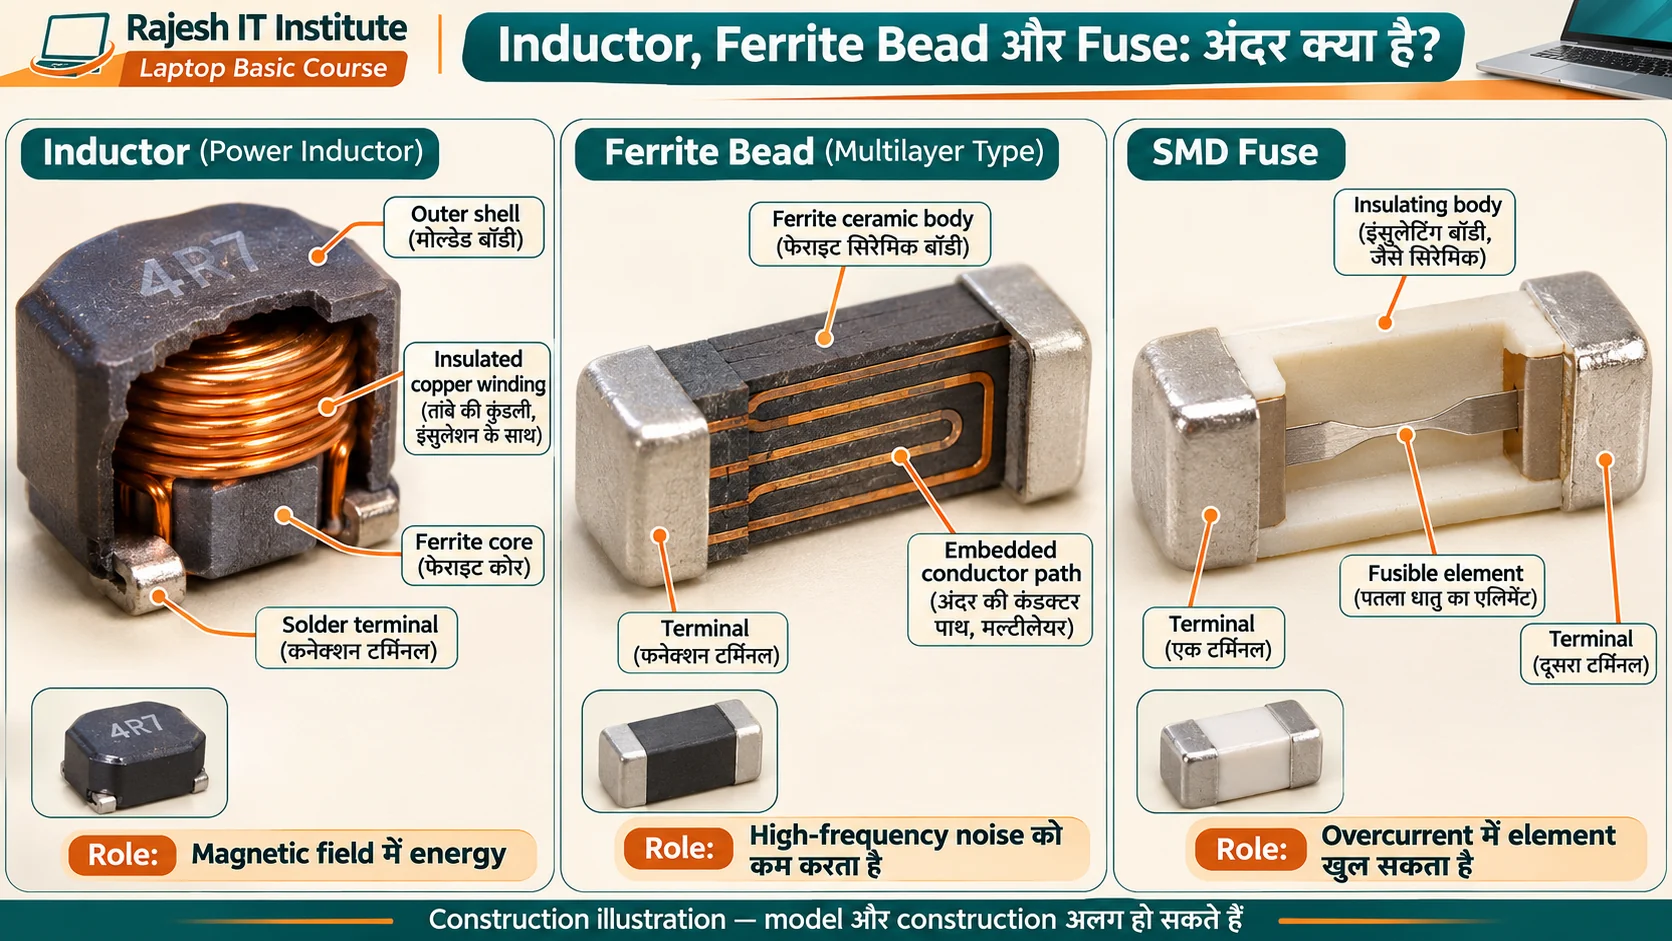 Rajesh IT Institute
Laptop Basic Course
Inductor, Ferrite Bead और Fuse: अंदर क्या है?
Inductor (Power Inductor)
Outer shell
(मोल्डेड बॉडी)
4R7
Insulated
copper winding
(तांबे की कुंडली,
इंसुलेशन के साथ)
Ferrite core
(फेराइट कोर)
Solder terminal
(कनेक्शन टर्मिनल)
4R7
Role: Magnetic field में energy
Ferrite Bead (Multilayer Type)
Ferrite ceramic body
(फेराइट सिरेमिक बॉडी)
Embedded
conductor path
(अंदर की कंडक्टर
पाथ, मल्टीलेयर)
Terminal
(फनेक्शन टर्मिनल)
Role: High-frequency noise को
कम करता है
SMD Fuse
Insulating body
(इंसुलेटिंग बॉडी,
जैसे सिरेमिक)
Fusible element
(पतला धातु का एलिमेंट)
Terminal
(एक टर्मिनल)
Terminal
(दूसरा टर्मिनल)
Role: Overcurrent में element
खुल सकता है
Construction illustration — model और construction अलग हो सकते हैं